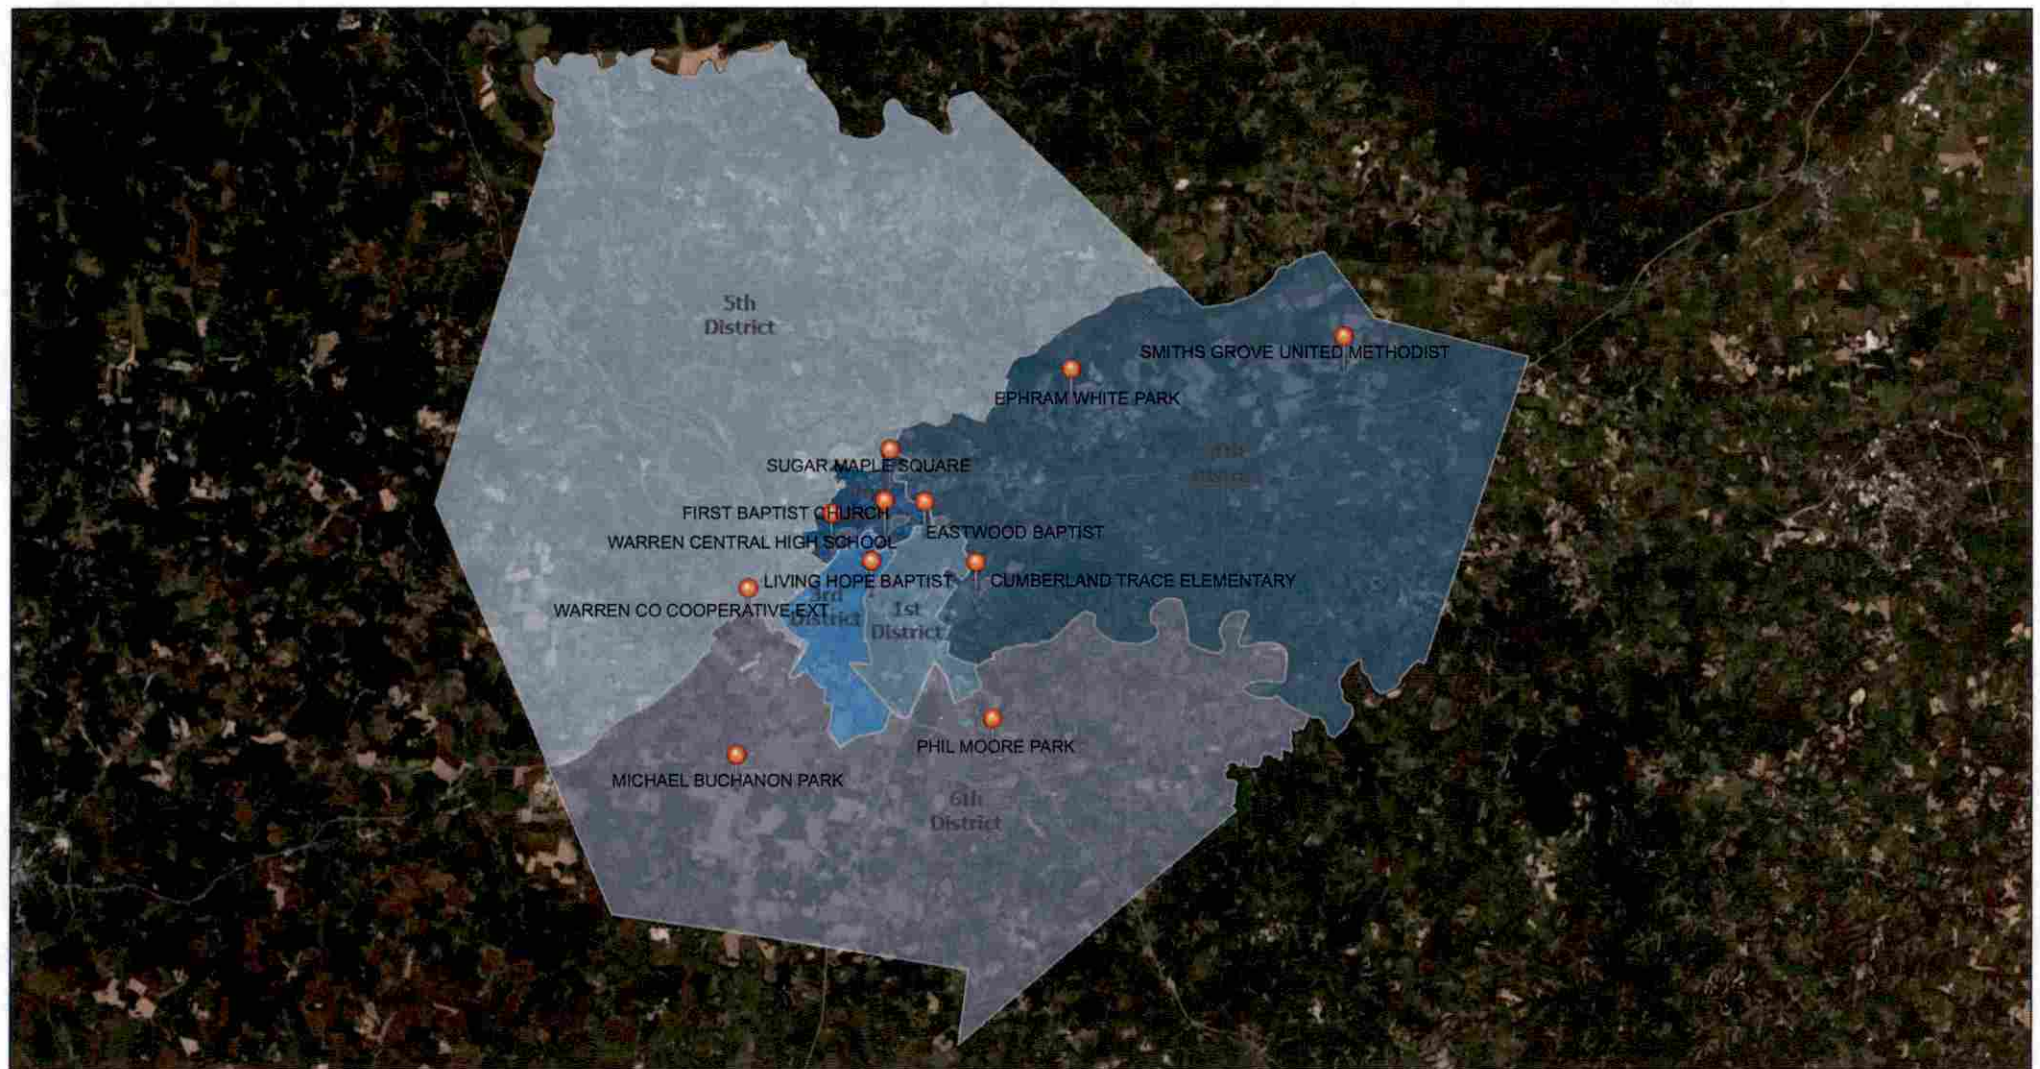 5th
District
SMITHS GROVE UNITED METHODIST
EPHRAM WHITE PARK
District
SUGAR MAPLE SQUARE
FIRST BAPTIST CHURCH
EASTWOOD BAPTIST
WARREN CENTRAL HIGH SCHOOL
LIVING HOPE BAPTIST
CUMBERLAND TRACE ELEMENTARY
3rd
District
WARREN CO COOPERATIVE EXT
1st
District
PHIL MOORE PARK
MICHAEL BUCHANON PARK
6th
District